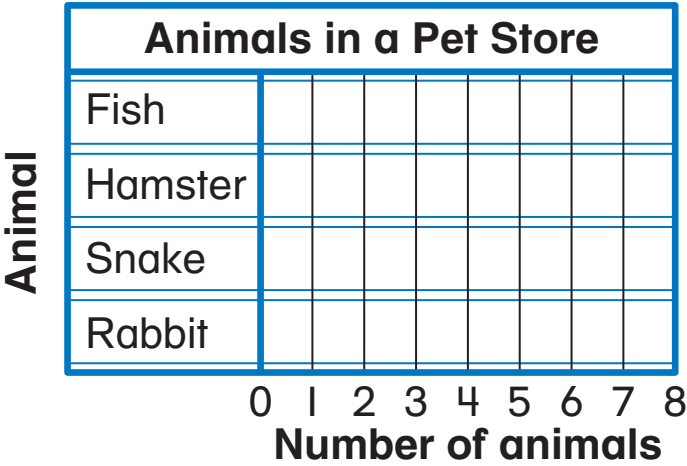 Animals in a Pet Store
Animal
Fish
Hamster
Snake
Rabbit
0 1 2 3 4 5 6 7 8
Number of animals